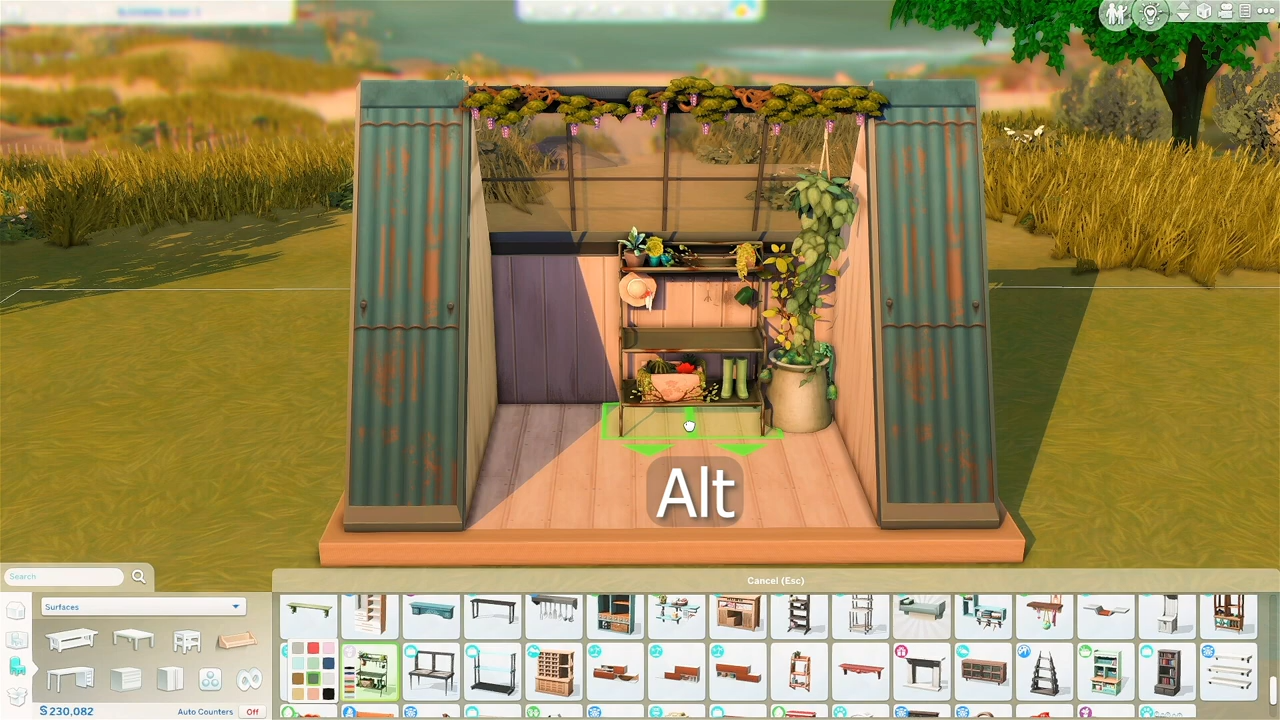 Alt
Search
Cancel (Esc)
Surfaces
§230,082
Auto Counters Off